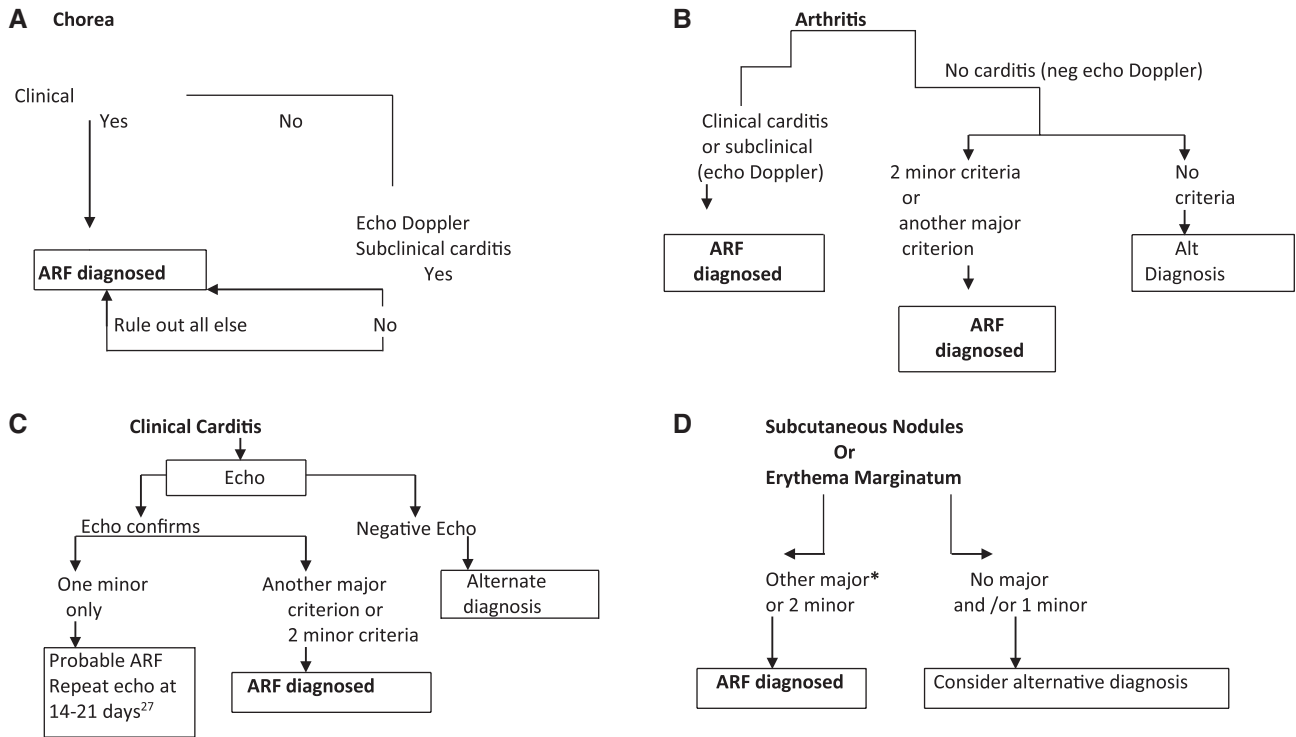 A Chorea
Clinical
Yes
No
Echo Doppler
Subclinical carditis
Yes
ARF diagnosed
Rule out all else
No
B Arthritis
No carditis (neg echo Doppler)
Clinical carditis
or subclinical
(echo Doppler)
2 minor criteria
or
another major
criterion
No
criteria
ARF
diagnosed
Alt
Diagnosis
ARF
diagnosed
C Clinical Carditis
Echo
Echo confirms
Negative Echo
One minor
only
Another major
criterion or
2 minor criteria
Alternate
diagnosis
Probable ARF
Repeat echo at
14-21 days27
ARF diagnosed
D Subcutaneous Nodules
Or
Erythema Marginatum
Other major*
or 2 minor
No major
and /or 1 minor
ARF diagnosed
Consider alternative diagnosis